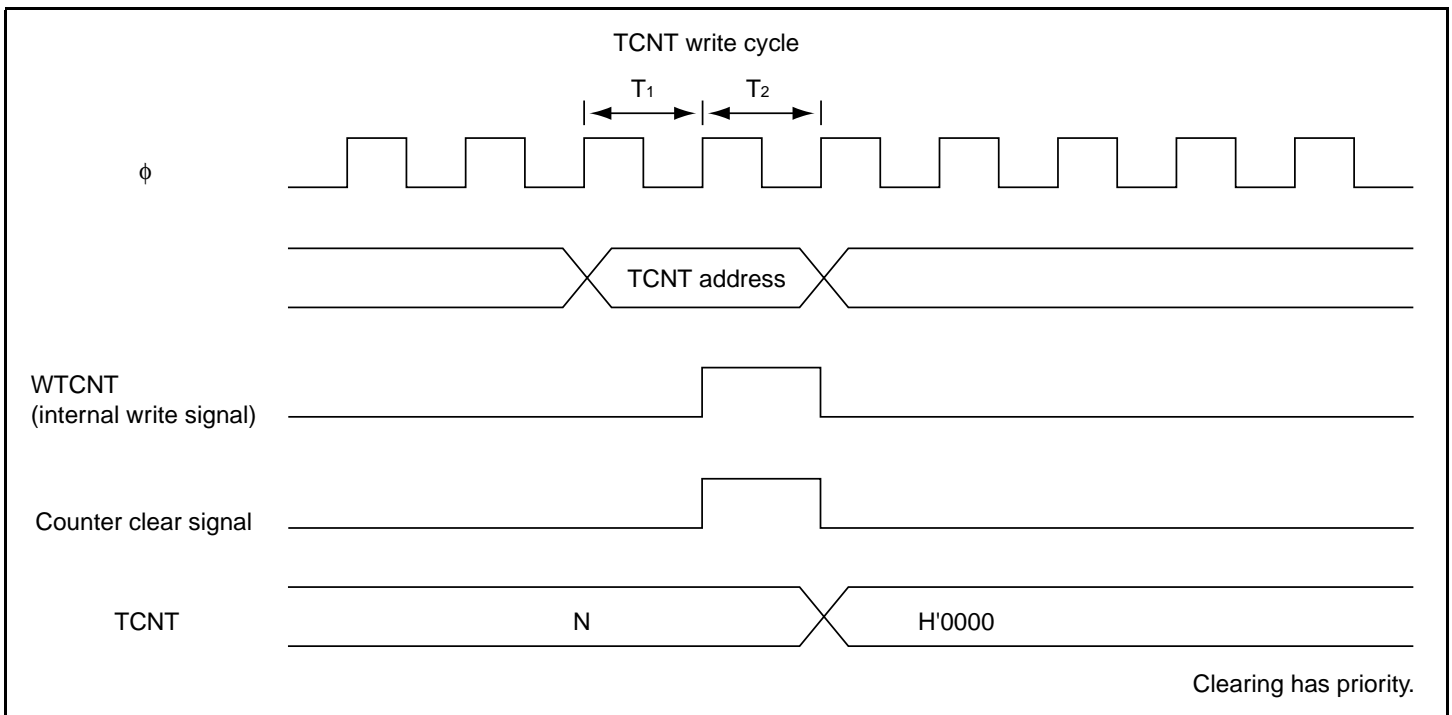 TCNT write cycle
T1 T2
ϕ
TCNT address
WTCNT
(internal write signal)
Counter clear signal
TCNT N H'0000
Clearing has priority.